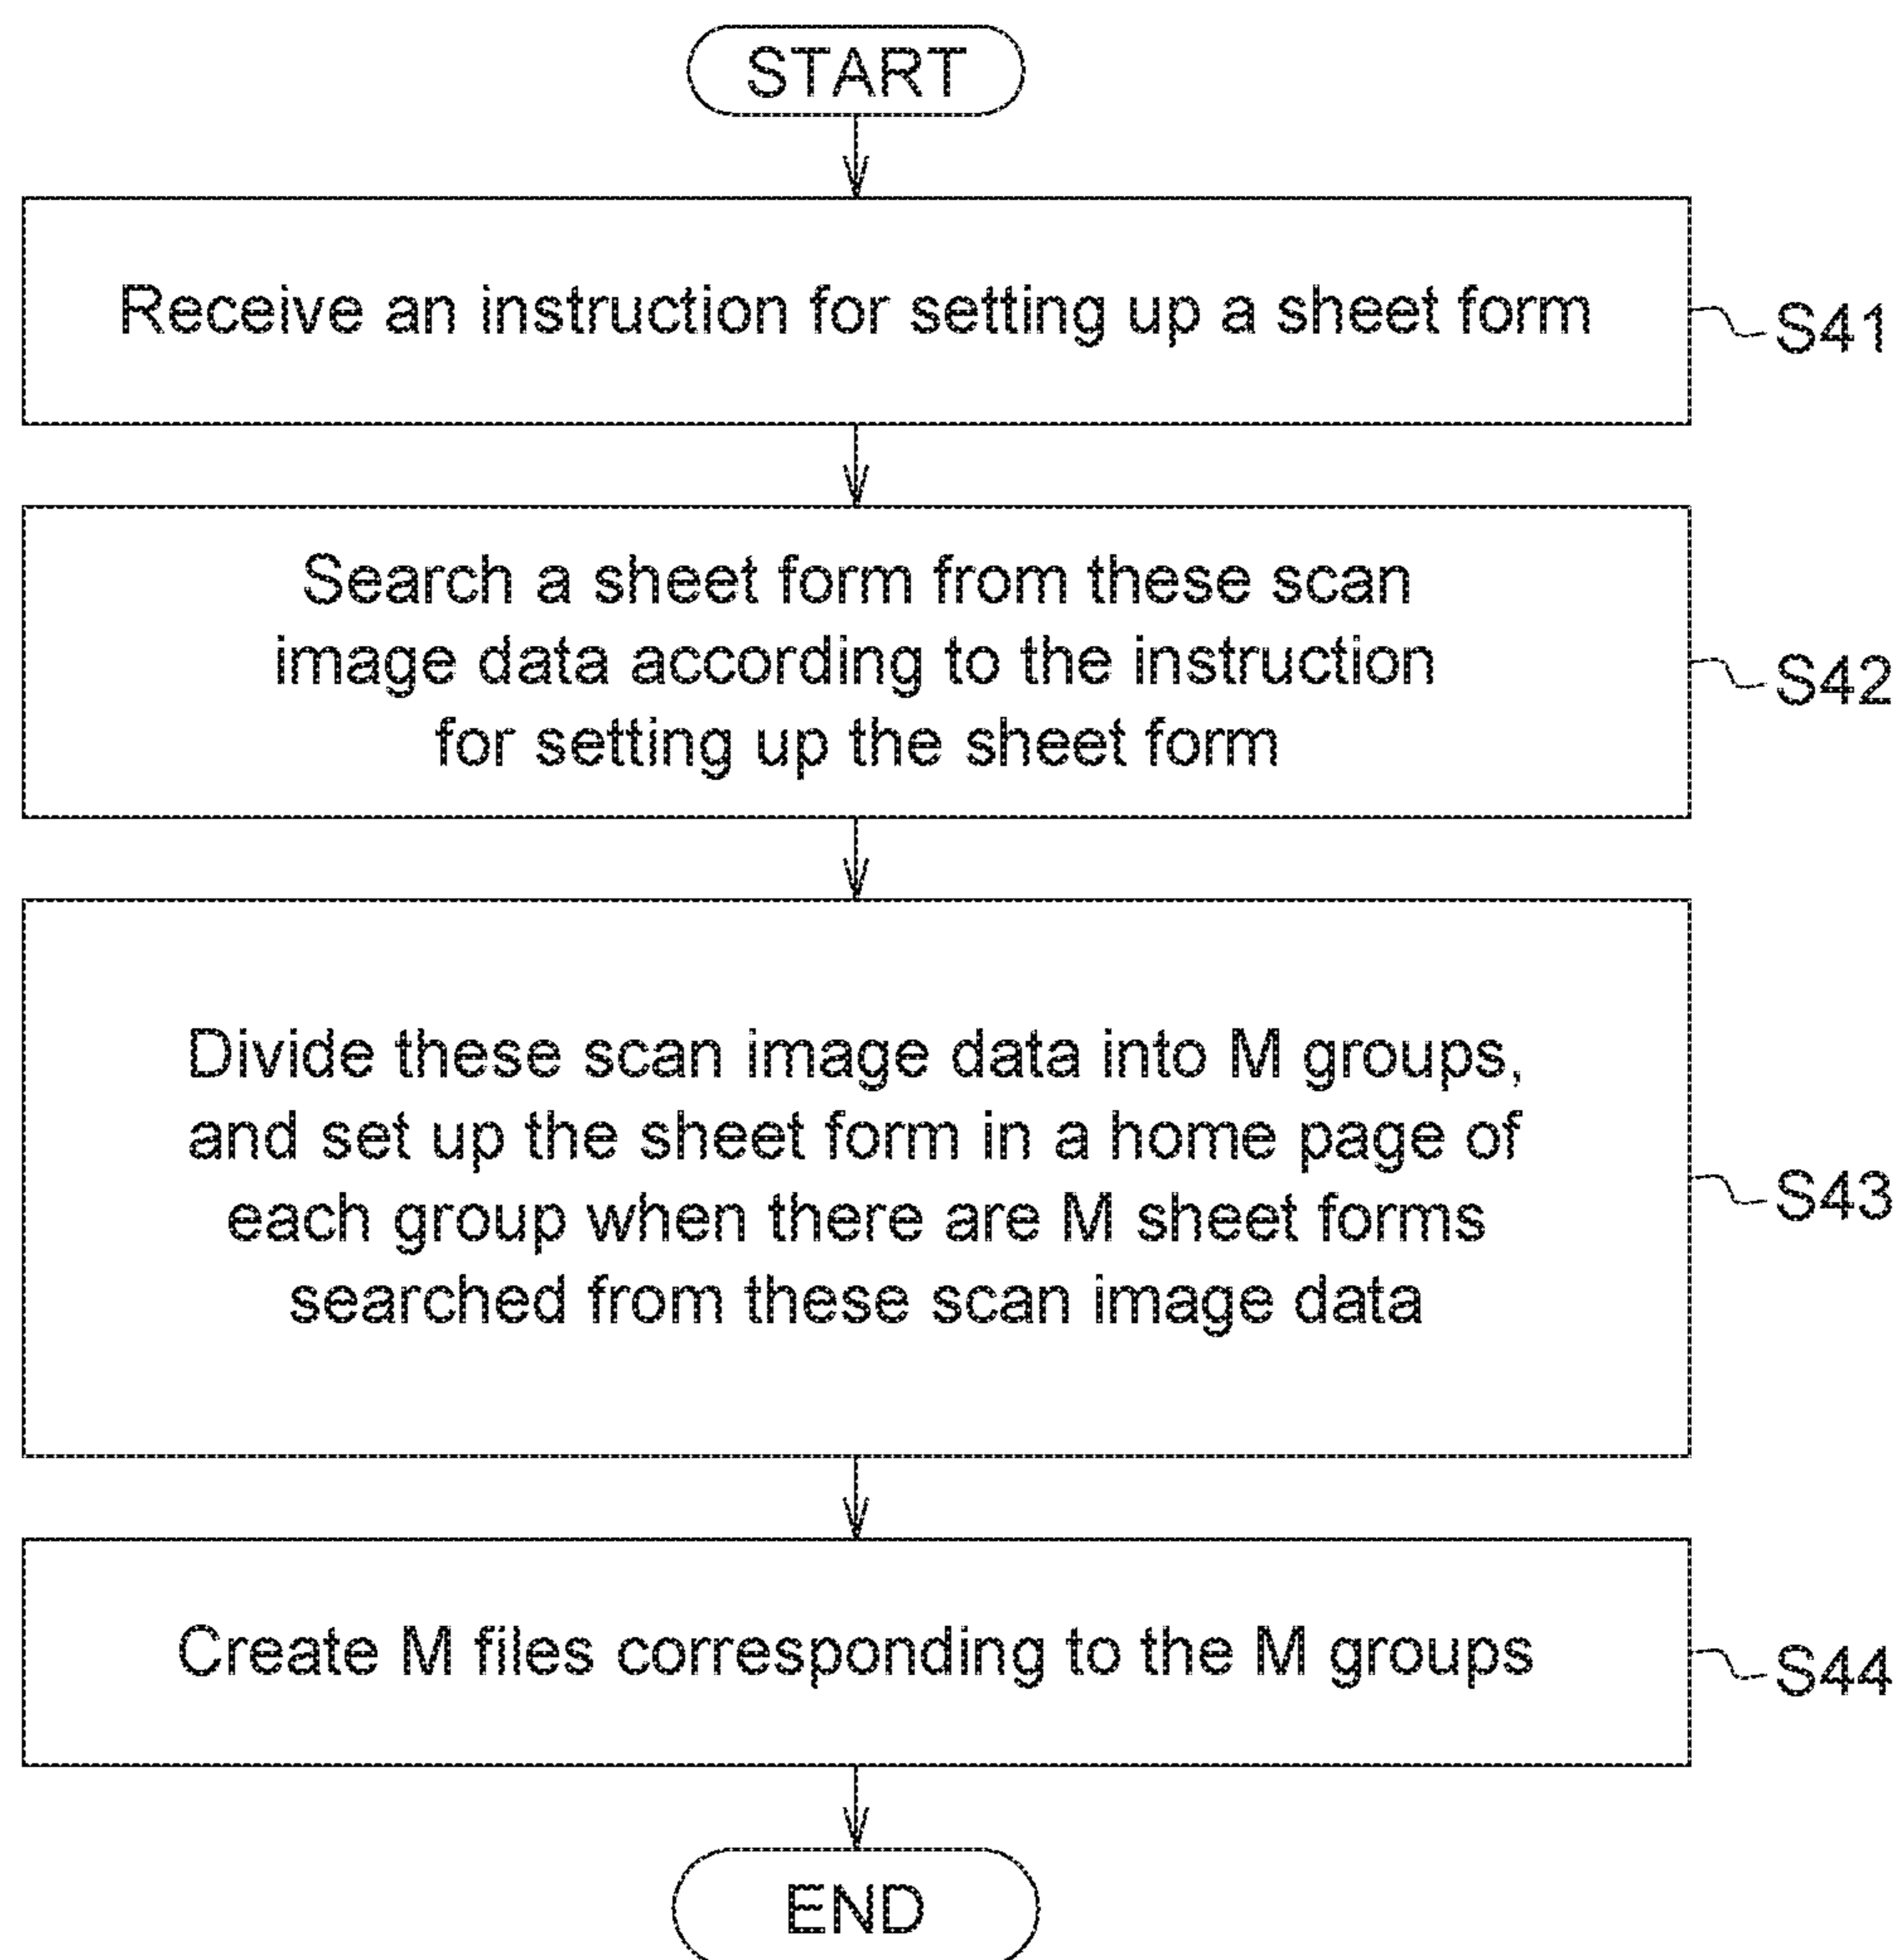 START
Receive an instruction for setting up a sheet form
S41
Search a sheet form from these scan
image data according to the instruction
for setting up the sheet form
S42
Divide these scan image data into M groups,
and set up the sheet form in a home page of
each group when there are M sheet forms
searched from these scan image data
S43
Create M files corresponding to the M groups
S44
END